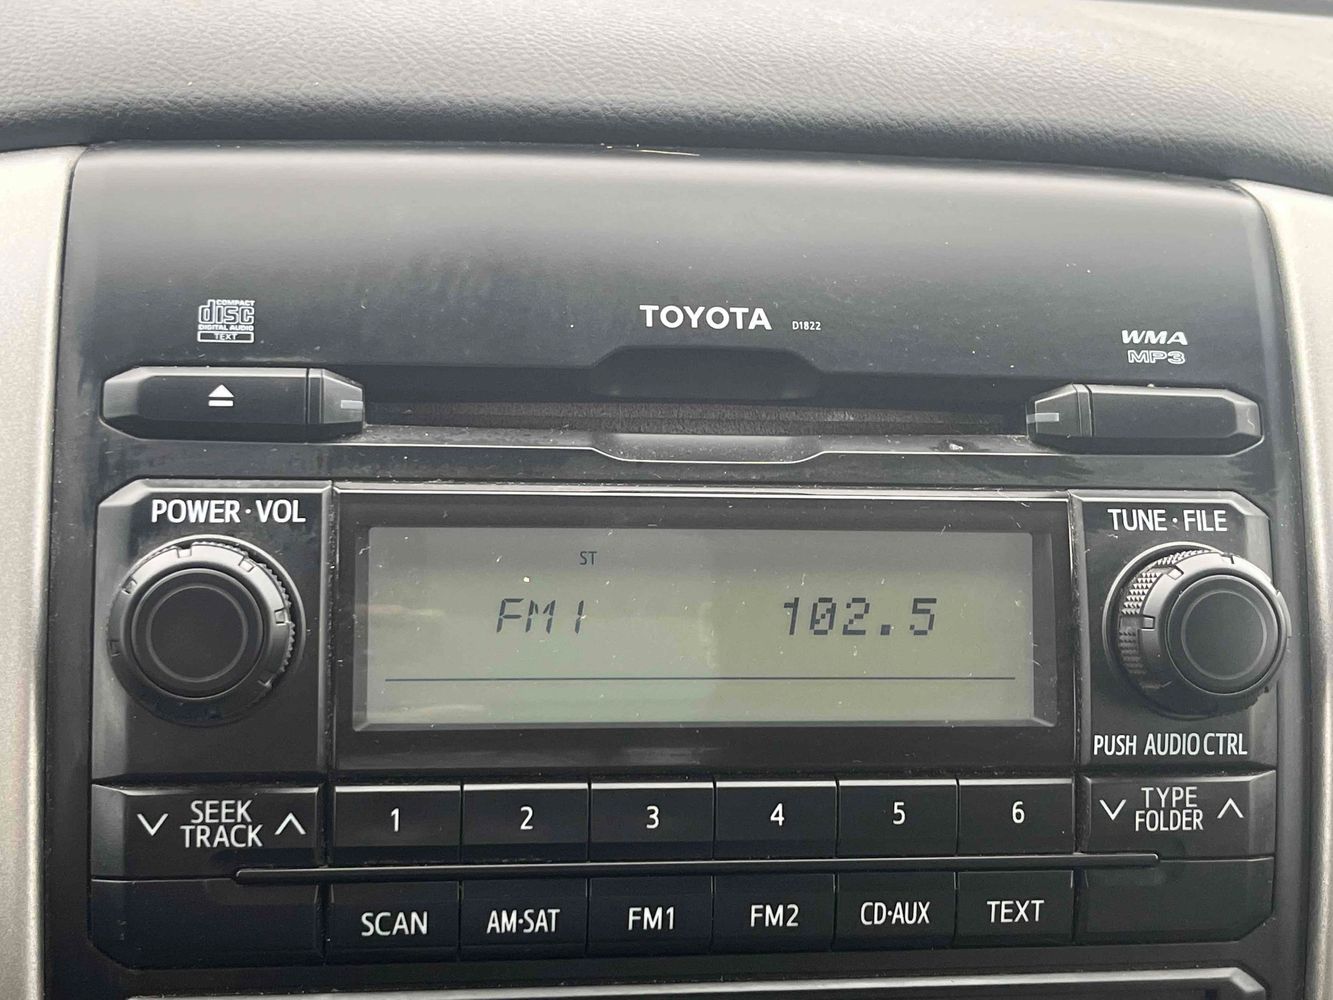 COMPACT
disc
DIGITAL AUDIO
TEXT
TOYOTA D1822
WMA
MP3
POWER·VOL
TUNE·FILE
ST
FM1 102.5
PUSH AUDIO CTRL
SEEK
TRACK
1 2 3 4 5 6
TYPE
FOLDER
SCAN AM·SAT FM1 FM2 CD·AUX TEXT